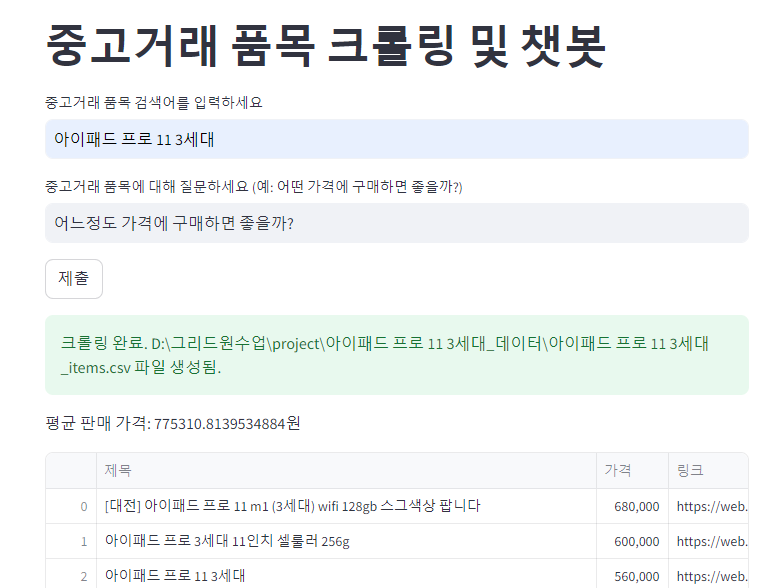 중고거래 품목 크롤링 및 챗봇
중고거래 품목 검색어를 입력하세요
아이패드 프로 11 3세대
중고거래 품목에 대해 질문하세요 (예: 어떤 가격에 구매하면 좋을까?)
어느정도 가격에 구매하면 좋을까?
제출
크롤링 완료. D:\그리드원수업\project\아이패드 프로 11 3세대_데이터\아이패드 프로 11 3세대
_items.csv 파일 생성됨.
평균 판매 가격: 775310.8139534884원
제목 가격 링크
0 [대전] 아이패드 프로 11 m1 (3세대) wifi 128gb 스그색상 팝니다 680,000 https://web.
1 아이패드 프로 3세대 11인치 셀룰러 256g 600,000 https://web.
2 아이패드 프로 11 3세대 560,000 https://web.